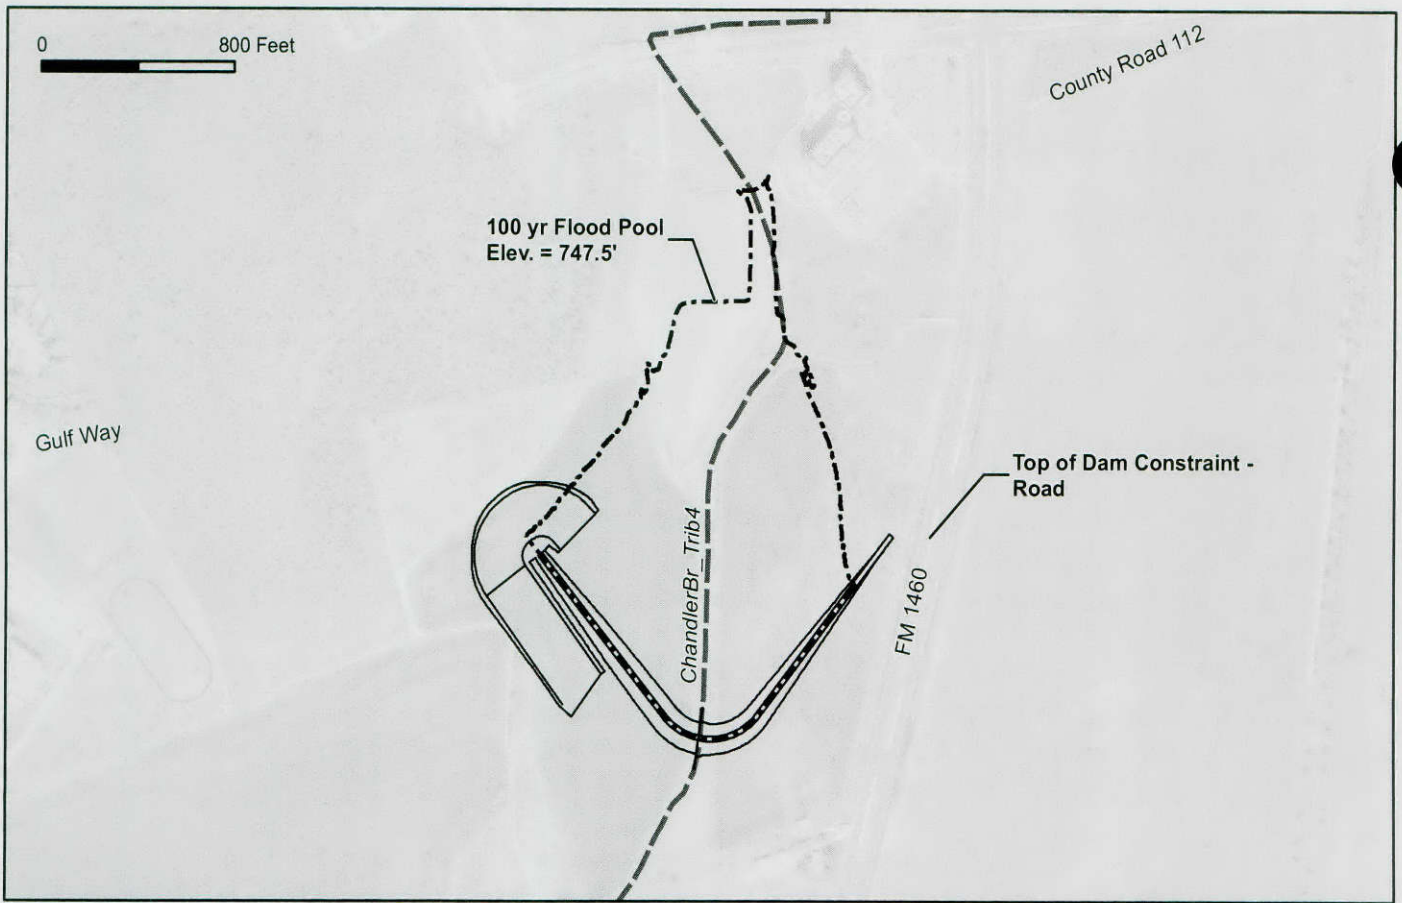 0 800 Feet
County Road 112
100 yr Flood Pool
Elev. = 747.5'
Gulf Way
Top of Dam Constraint -
Road
ChandlerBr_Trib4
FM 1460